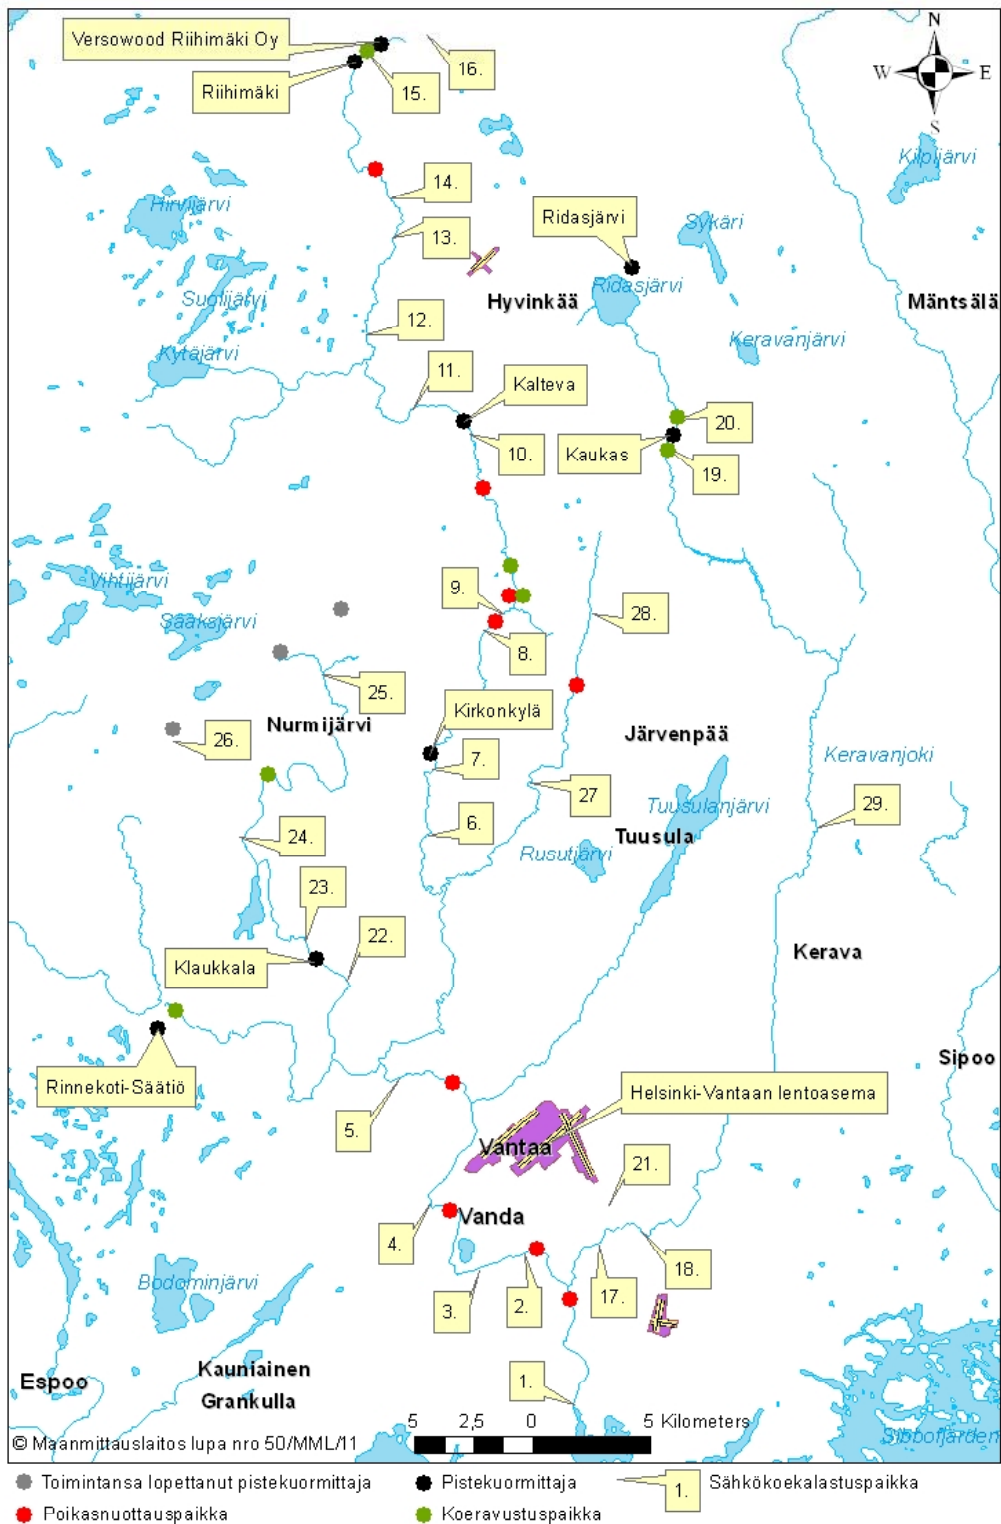 Versowood Riihimäki Oy
N
16.
W
E
Riihimäki
15.
S
Kilpijärvi
14.
Hirvijärvi
Ridasjärvi
Sykäri
13.
Ridasjärvi
Suolijärvi
Hyvinkää
Mäntsälä
12.
Keravanjärvi
Kytäjärvi
11.
Kalteva
20.
10.
Kaukas
19.
Vihtijärvi
9.
28.
Sääksjärvi
8.
25.
Kirkonkylä
Nurmijärvi
26.
Järvenpää
7.
Keravanjoki
27
Tuusulanjärvi
29.
6.
Tuusula
24.
Rusutjärvi
23.
22.
Kerava
Klaukkala
Sipoo
Rinnekoti-Säätiö
Helsinki-Vantaan lentoasema
5.
Vantaa
21.
Vanda
4.
18.
Bodominjärvi
3.
2.
17.
Kauniainen
Grankulla
Espoo
1.
5 2,5 0 5 Kilometers
Sibbofjärden
© Maanmittauslaitos lupa nro 50/MML/11
Toimintansa lopettanut pistekuormittaja
Pistekuormittaja
1.
Sähkökoekalastuspaikka
Poikasnuottauspaikka
Koeravustuspaikka